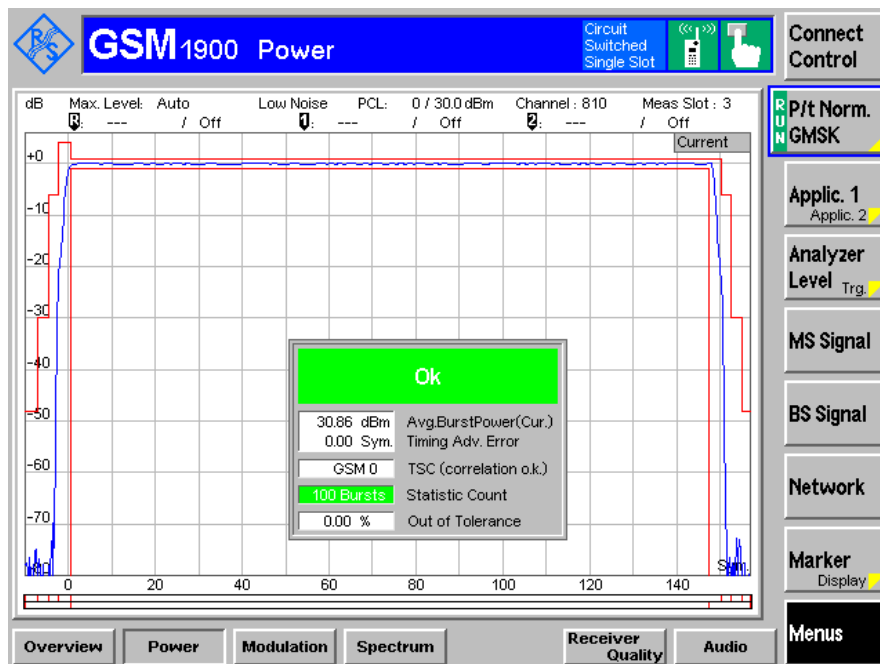 R&S
GSM 1900 Power
Circuit
Switched
Single Slot
Connect
Control
dB Max. Level: Auto Low Noise PCL: 0 / 30.0 dBm Channel : 810 Meas Slot : 3
R: --- / Off 1: --- / Off 2: --- / Off
Current
RUN
P/t Norm.
GMSK
Applic. 1
Applic. 2
Analyzer
Level Trg.
MS Signal
BS Signal
Network
Marker
Display
Menus
+0
-10
-20
-30
-40
-50
-60
-70
-80
Ok
30.86 dBm Avg.BurstPower(Cur.)
0.00 Sym. Timing Adv. Error
GSM 0 TSC (correlation o.k.)
100 Bursts Statistic Count
0.00 % Out of Tolerance
Sym.
0 20 40 60 80 100 120 140
Overview Power Modulation Spectrum Receiver Quality Audio